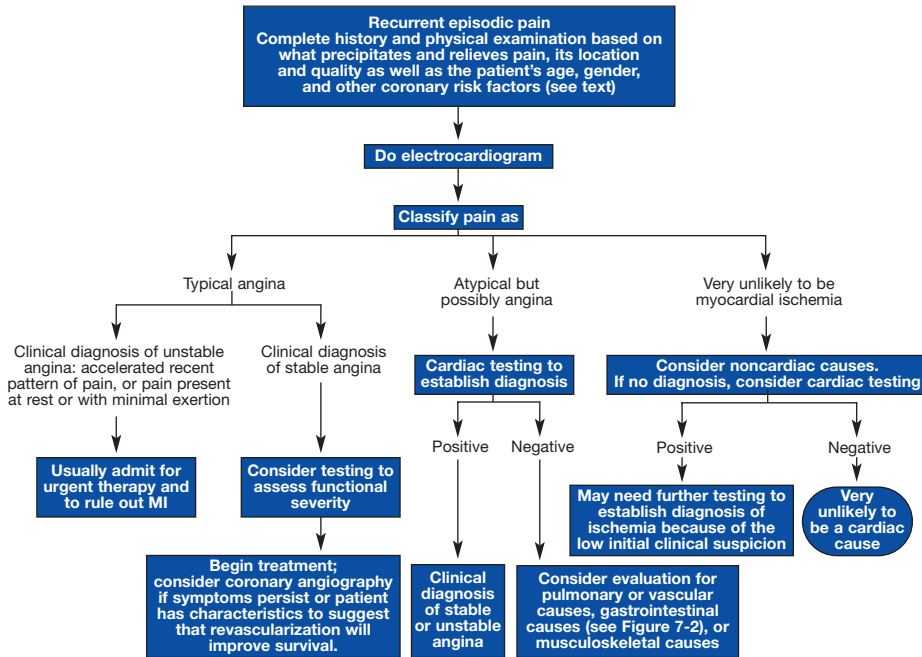 Recurrent episodic pain
Complete history and physical examination based on
what precipitates and relieves pain, its location
and quality as well as the patient's age, gender,
and other coronary risk factors (see text)
Do electrocardiogram
Classify pain as
Typical angina
Atypical but
possibly angina
Very unlikely to be
myocardial ischemia
Clinical diagnosis of unstable
angina: accelerated recent
pattern of pain, or pain present
at rest or with minimal exertion
Clinical diagnosis
of stable angina
Cardiac testing to
establish diagnosis
Consider noncardiac causes.
If no diagnosis, consider cardiac testing
Positive
Negative
Positive
Negative
Usually admit for
urgent therapy and
to rule out MI
Consider testing to
assess functional
severity
May need further testing to
establish diagnosis of
ischemia because of the
low initial clinical suspicion
Very
unlikely to
be a cardiac
cause
Begin treatment;
consider coronary angiography
if symptoms persist or patient
has characteristics to suggest
that revascularization will
improve survival.
Clinical
diagnosis
of stable
or unstable
angina
Consider evaluation for
pulmonary or vascular
causes, gastrointestinal
causes (see Figure 7-2), or
musculoskeletal causes